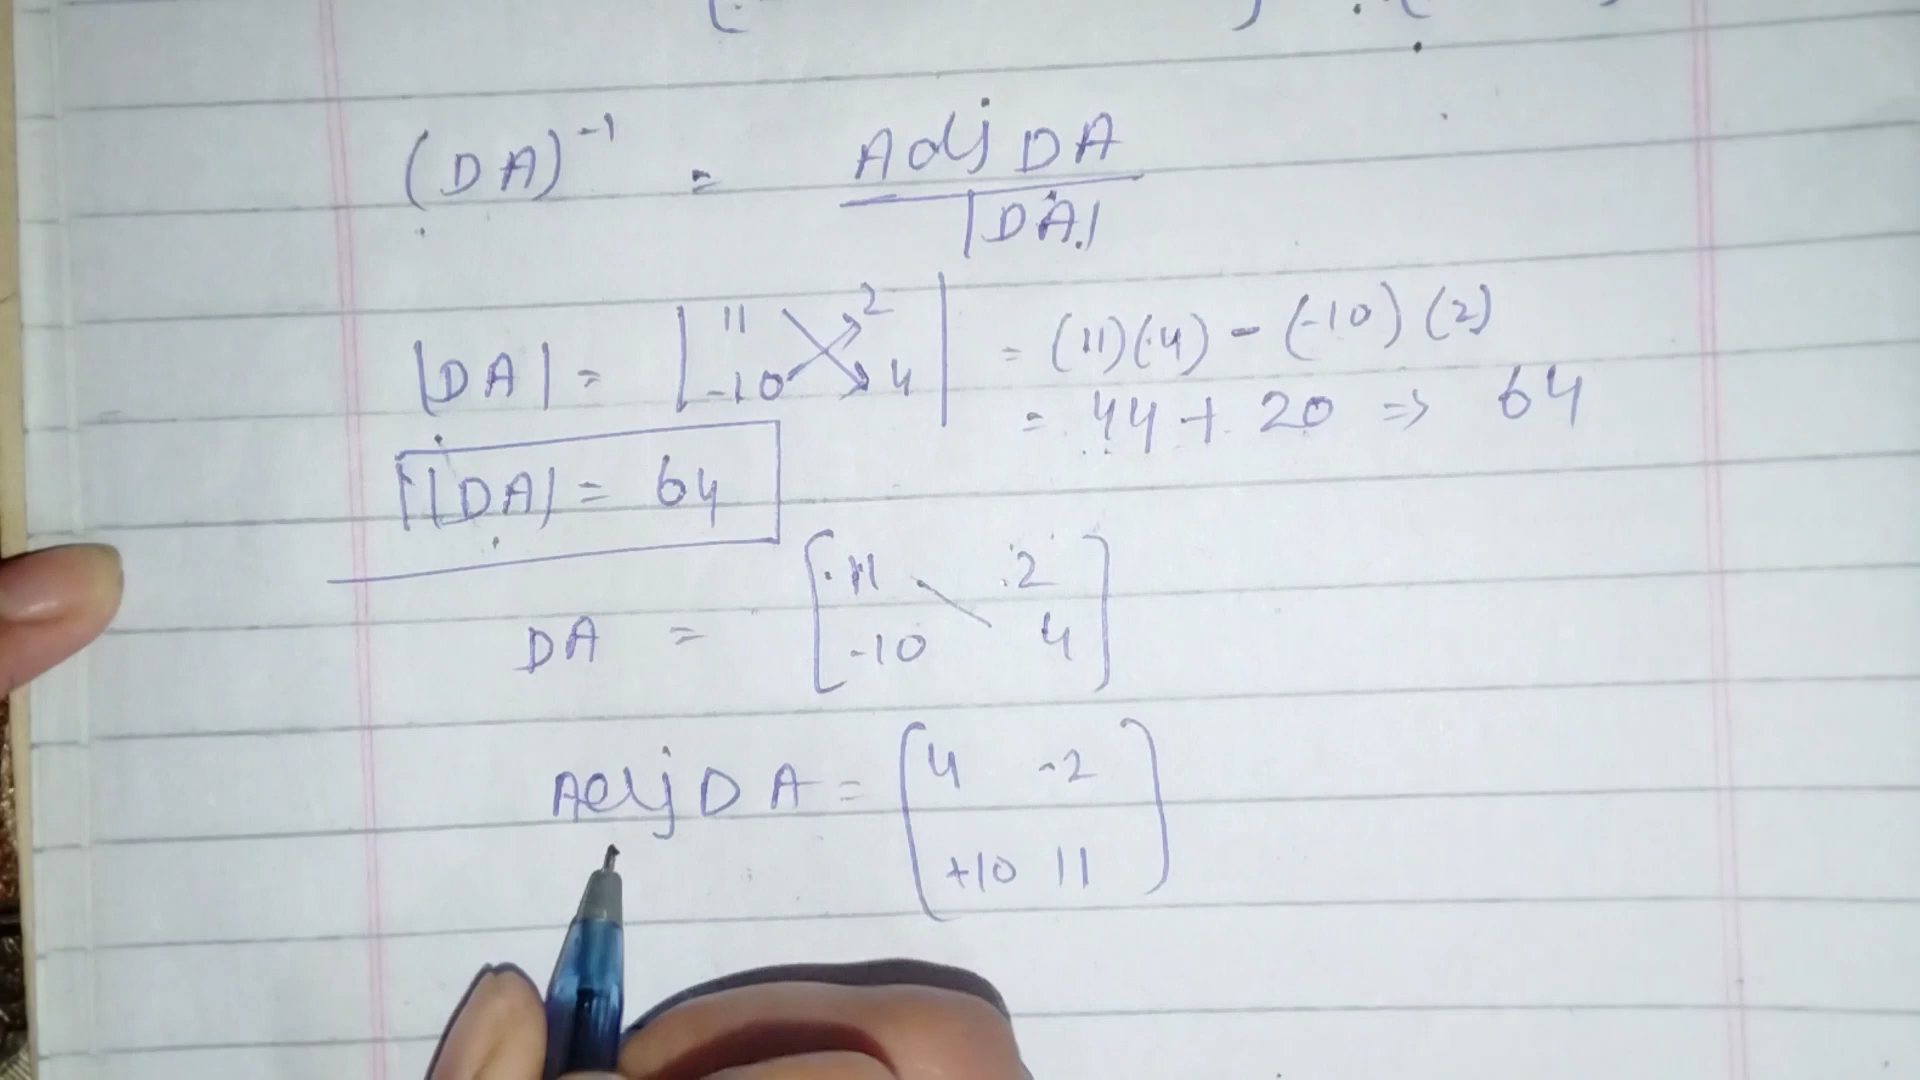 (DA)⁻¹ = Adj DA / |DA|
|DA| = | 11 2 | = (11)(4) - (-10)(2)
| -10 4 | = 44 + 20 ⇒ 64
|DA| = 64
DA = [ 11 2
-10 4 ]
Adj DA = [ 4 -2
+10 11 ]